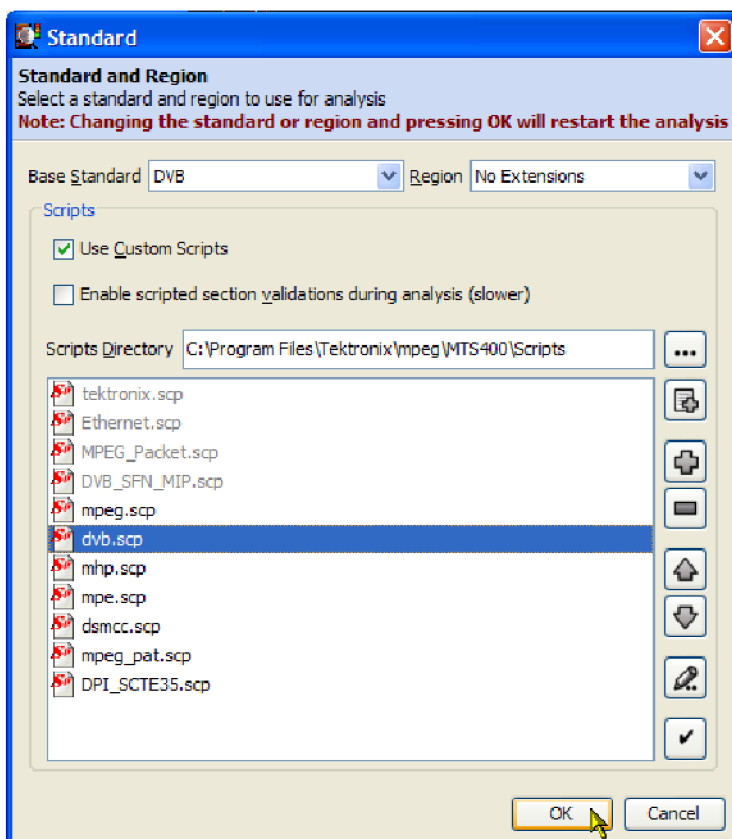 Standard
Standard and Region
Select a standard and region to use for analysis
Note: Changing the standard or region and pressing OK will restart the analysis
Base Standard DVB Region No Extensions
Scripts
Use Custom Scripts
Enable scripted section validations during analysis (slower)
Scripts Directory C:\Program Files\Tektronix\mpeg\MTS400\Scripts ...
tektronix.scp
Ethernet.scp
MPEG_Packet.scp
DVB_SFN_MIP.scp
mpeg.scp
dvb.scp
mhp.scp
mpe.scp
dsmcc.scp
mpeg_pat.scp
DPI_SCTE35.scp
OK Cancel